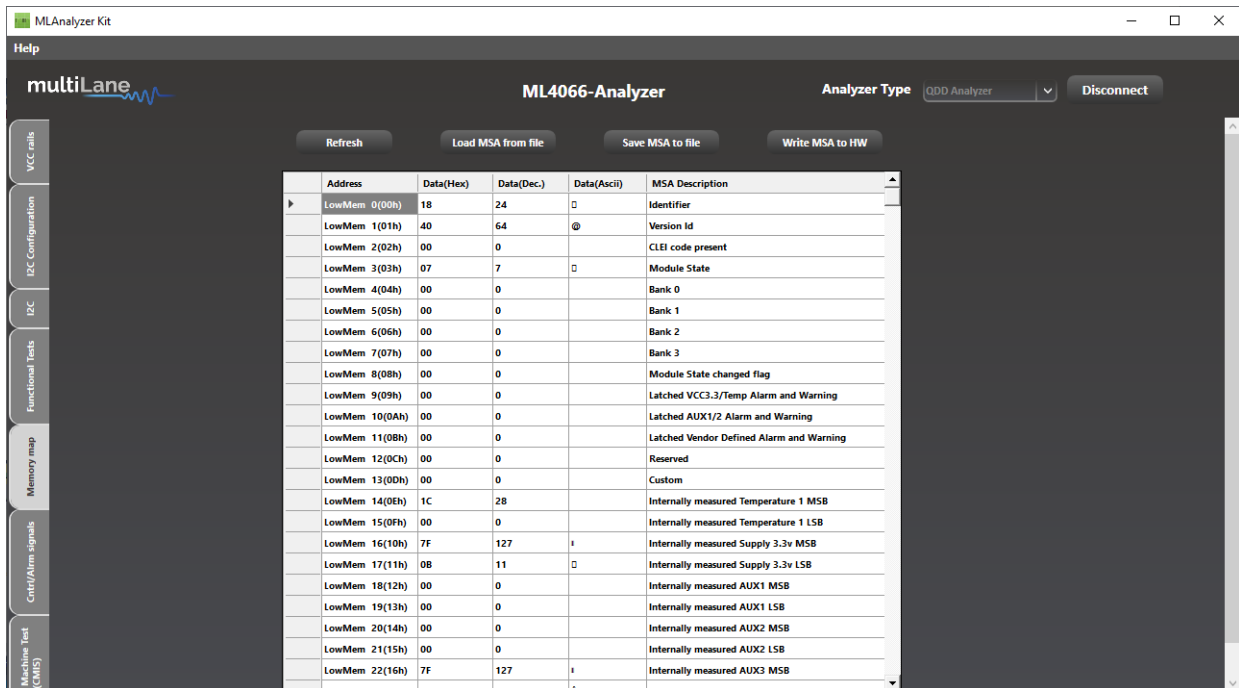 MLAnalyzer Kit
Help
multiLane
ML4066-Analyzer
Analyzer Type QDD Analyzer Disconnect
Refresh Load MSA from file Save MSA to file Write MSA to HW
VCC rails
I2C Configuration
I2C
Functional Tests
Memory map
Cntrl/Alrm signals
Machine Test
(CMIS)
Address Data(Hex) Data(Dec.) Data(Ascii) MSA Description
LowMem 0(00h) 18 24 Identifier
LowMem 1(01h) 40 64 @ Version Id
LowMem 2(02h) 00 0 CLEI code present
LowMem 3(03h) 07 7 Module State
LowMem 4(04h) 00 0 Bank 0
LowMem 5(05h) 00 0 Bank 1
LowMem 6(06h) 00 0 Bank 2
LowMem 7(07h) 00 0 Bank 3
LowMem 8(08h) 00 0 Module State changed flag
LowMem 9(09h) 00 0 Latched VCC3.3/Temp Alarm and Warning
LowMem 10(0Ah) 00 0 Latched AUX1/2 Alarm and Warning
LowMem 11(0Bh) 00 0 Latched Vendor Defined Alarm and Warning
LowMem 12(0Ch) 00 0 Reserved
LowMem 13(0Dh) 00 0 Custom
LowMem 14(0Eh) 1C 28 Internally measured Temperature 1 MSB
LowMem 15(0Fh) 00 0 Internally measured Temperature 1 LSB
LowMem 16(10h) 7F 127 Internally measured Supply 3.3v MSB
LowMem 17(11h) 0B 11 Internally measured Supply 3.3v LSB
LowMem 18(12h) 00 0 Internally measured AUX1 MSB
LowMem 19(13h) 00 0 Internally measured AUX1 LSB
LowMem 20(14h) 00 0 Internally measured AUX2 MSB
LowMem 21(15h) 00 0 Internally measured AUX2 LSB
LowMem 22(16h) 7F 127 Internally measured AUX3 MSB